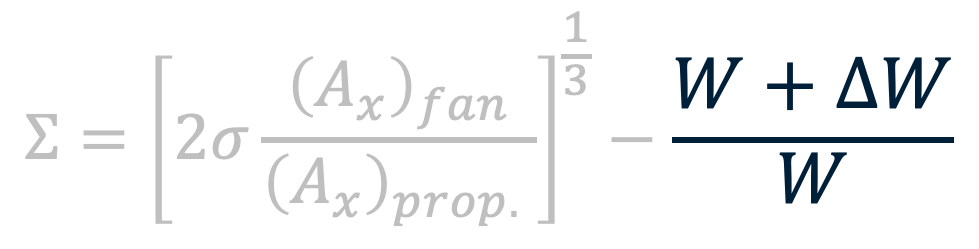 Σ = [2σ (A_x)_fan / (A_x)_prop.]^(1/3) − (W + ΔW) / W